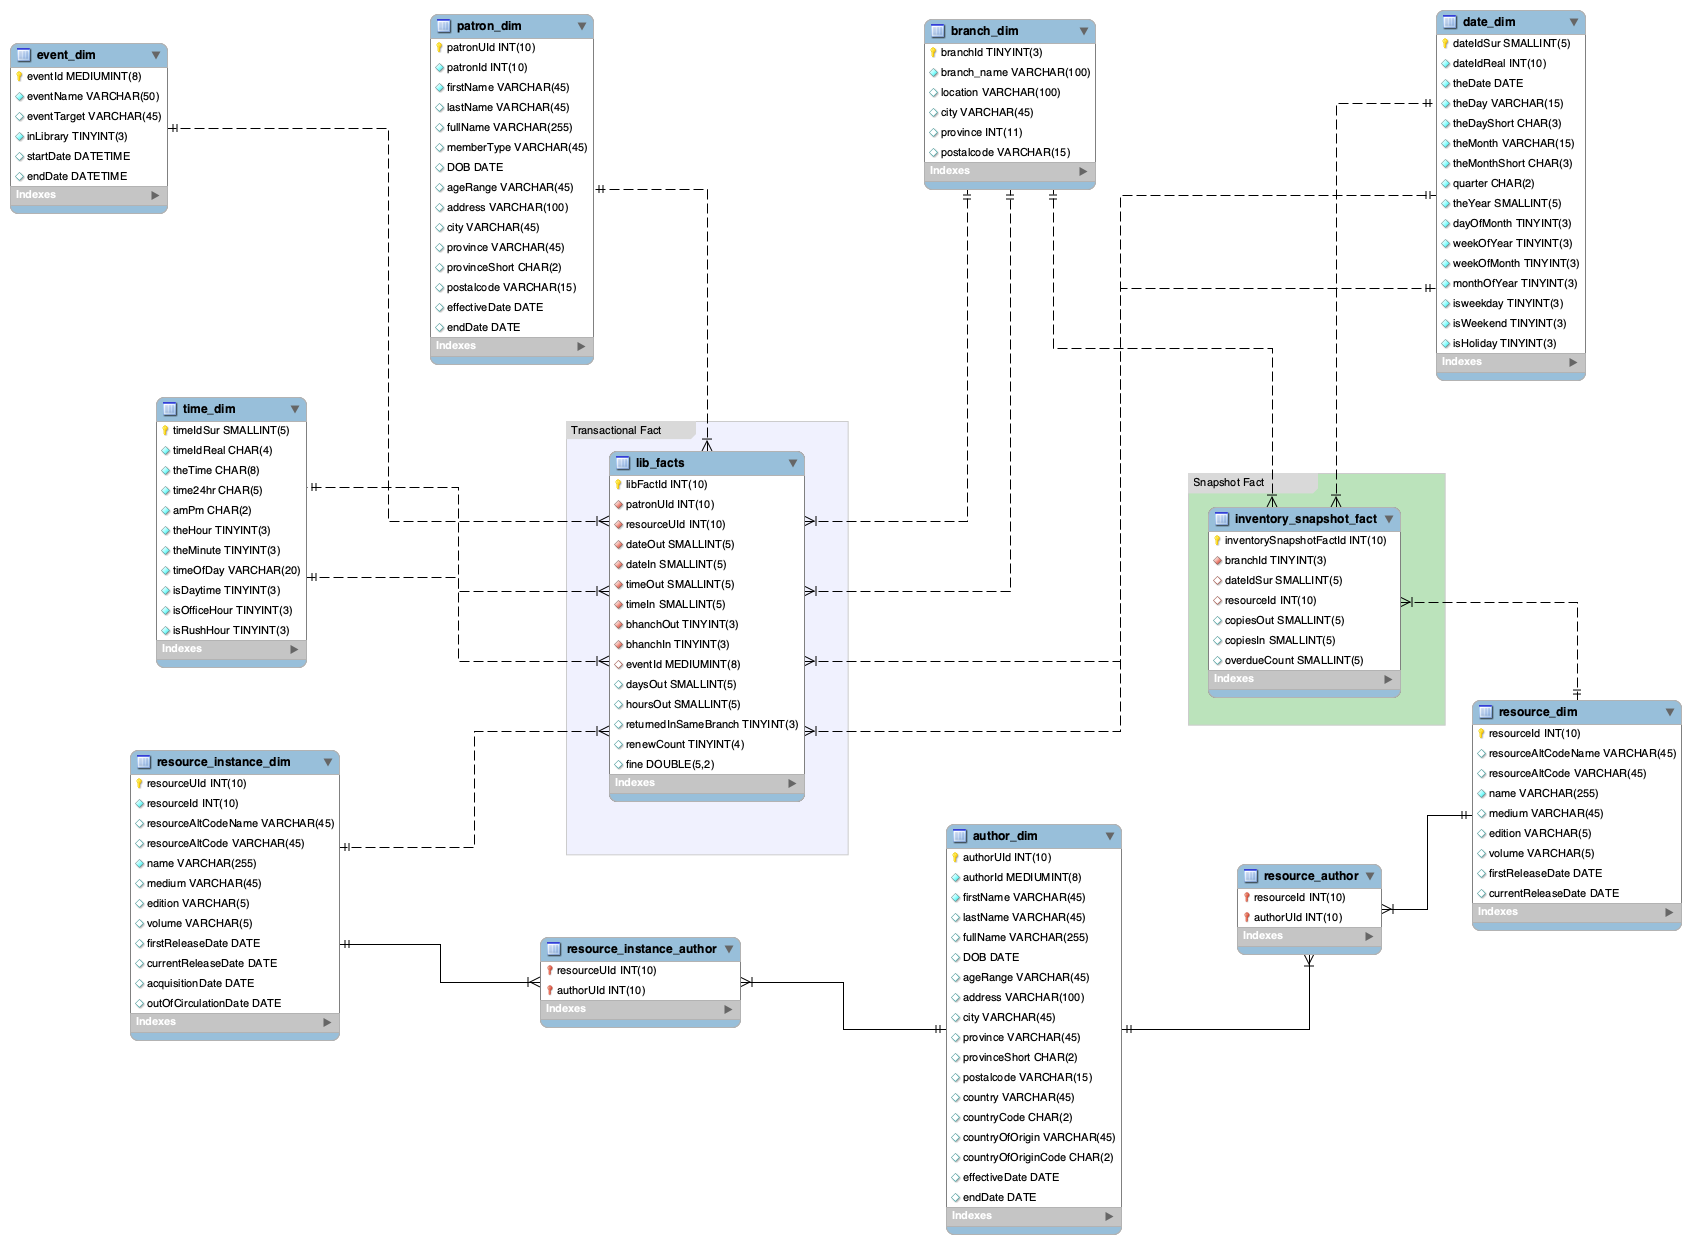 event_dim
eventId MEDIUMINT(8)
eventName VARCHAR(50)
eventTarget VARCHAR(45)
inLibrary TINYINT(3)
startDate DATETIME
endDate DATETIME
Indexes
patron_dim
patronUId INT(10)
patronId INT(10)
firstName VARCHAR(45)
lastName VARCHAR(45)
fullName VARCHAR(255)
memberType VARCHAR(45)
DOB DATE
ageRange VARCHAR(45)
address VARCHAR(100)
city VARCHAR(45)
province VARCHAR(45)
provinceShort CHAR(2)
postalcode VARCHAR(15)
effectiveDate DATE
endDate DATE
Indexes
branch_dim
branchId TINYINT(3)
branch_name VARCHAR(100)
location VARCHAR(100)
city VARCHAR(45)
province INT(11)
postalcode VARCHAR(15)
Indexes
date_dim
dateIdSur SMALLINT(5)
dateIdReal INT(10)
theDate DATE
theDay VARCHAR(15)
theDayShort CHAR(3)
theMonth VARCHAR(15)
theMonthShort CHAR(3)
quarter CHAR(2)
theYear SMALLINT(5)
dayOfMonth TINYINT(3)
weekOfYear TINYINT(3)
weekOfMonth TINYINT(3)
monthOfYear TINYINT(3)
isweekday TINYINT(3)
isWeekend TINYINT(3)
isHoliday TINYINT(3)
Indexes
time_dim
timeIdSur SMALLINT(5)
timeIdReal CHAR(4)
theTime CHAR(8)
time24hr CHAR(5)
amPm CHAR(2)
theHour TINYINT(3)
theMinute TINYINT(3)
timeOfDay VARCHAR(20)
isDaytime TINYINT(3)
isOfficeHour TINYINT(3)
isRushHour TINYINT(3)
Indexes
Transactional Fact
lib_facts
libFactId INT(10)
patronUId INT(10)
resourceUId INT(10)
dateOut SMALLINT(5)
dateIn SMALLINT(5)
timeOut SMALLINT(5)
timeIn SMALLINT(5)
bhanchOut TINYINT(3)
bhanchIn TINYINT(3)
eventId MEDIUMINT(8)
daysOut SMALLINT(5)
hoursOut SMALLINT(5)
returnedInSameBranch TINYINT(3)
renewCount TINYINT(4)
fine DOUBLE(5,2)
Indexes
Snapshot Fact
inventory_snapshot_fact
inventorySnapshotFactId INT(10)
branchId TINYINT(3)
dateIdSur SMALLINT(5)
resourceId INT(10)
copiesOut SMALLINT(5)
copiesIn SMALLINT(5)
overdueCount SMALLINT(5)
Indexes
resource_dim
resourceId INT(10)
resourceAltCodeName VARCHAR(45)
resourceAltCode VARCHAR(45)
name VARCHAR(255)
medium VARCHAR(45)
edition VARCHAR(5)
volume VARCHAR(5)
firstReleaseDate DATE
currentReleaseDate DATE
Indexes
resource_instance_dim
resourceUId INT(10)
resourceId INT(10)
resourceAltCodeName VARCHAR(45)
resourceAltCode VARCHAR(45)
name VARCHAR(255)
medium VARCHAR(45)
edition VARCHAR(5)
volume VARCHAR(5)
firstReleaseDate DATE
currentReleaseDate DATE
acquisitionDate DATE
outOfCirculationDate DATE
Indexes
resource_instance_author
resourceUId INT(10)
authorUId INT(10)
Indexes
author_dim
authorUId INT(10)
authorId MEDIUMINT(8)
firstName VARCHAR(45)
lastName VARCHAR(45)
fullName VARCHAR(255)
DOB DATE
ageRange VARCHAR(45)
address VARCHAR(100)
city VARCHAR(45)
province VARCHAR(45)
provinceShort CHAR(2)
postalcode VARCHAR(15)
country VARCHAR(45)
countryCode CHAR(2)
countryOfOrigin VARCHAR(45)
countryOfOriginCode CHAR(2)
effectiveDate DATE
endDate DATE
Indexes
resource_author
resourceId INT(10)
authorUId INT(10)
Indexes